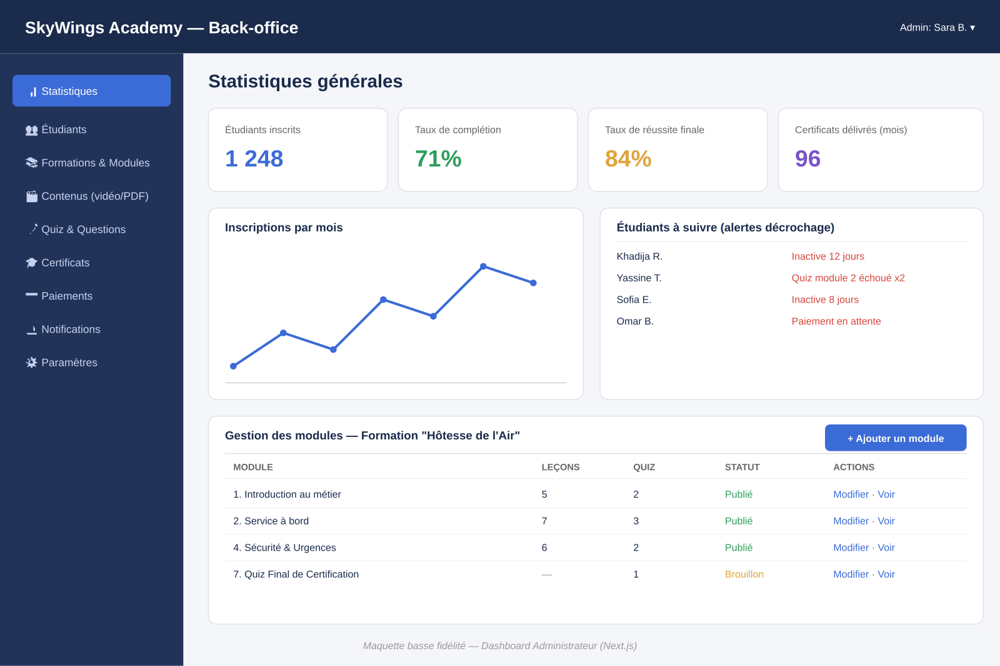 SkyWings Academy — Back-office
Admin: Sara B. ▾
Statistiques
Étudiants
Formations & Modules
Contenus (vidéo/PDF)
Quiz & Questions
Certificats
Paiements
Notifications
Paramètres
Statistiques générales
Étudiants inscrits
1 248
Taux de complétion
71%
Taux de réussite finale
84%
Certificats délivrés (mois)
96
Inscriptions par mois
Étudiants à suivre (alertes décrochage)
Khadija R. Inactive 12 jours
Yassine T. Quiz module 2 échoué x2
Sofia E. Inactive 8 jours
Omar B. Paiement en attente
Gestion des modules — Formation "Hôtesse de l'Air"
+ Ajouter un module
MODULE LEÇONS QUIZ STATUT ACTIONS
1. Introduction au métier 5 2 Publié Modifier · Voir
2. Service à bord 7 3 Publié Modifier · Voir
4. Sécurité & Urgences 6 2 Publié Modifier · Voir
7. Quiz Final de Certification — 1 Brouillon Modifier · Voir
Maquette basse fidélité — Dashboard Administrateur (Next.js)